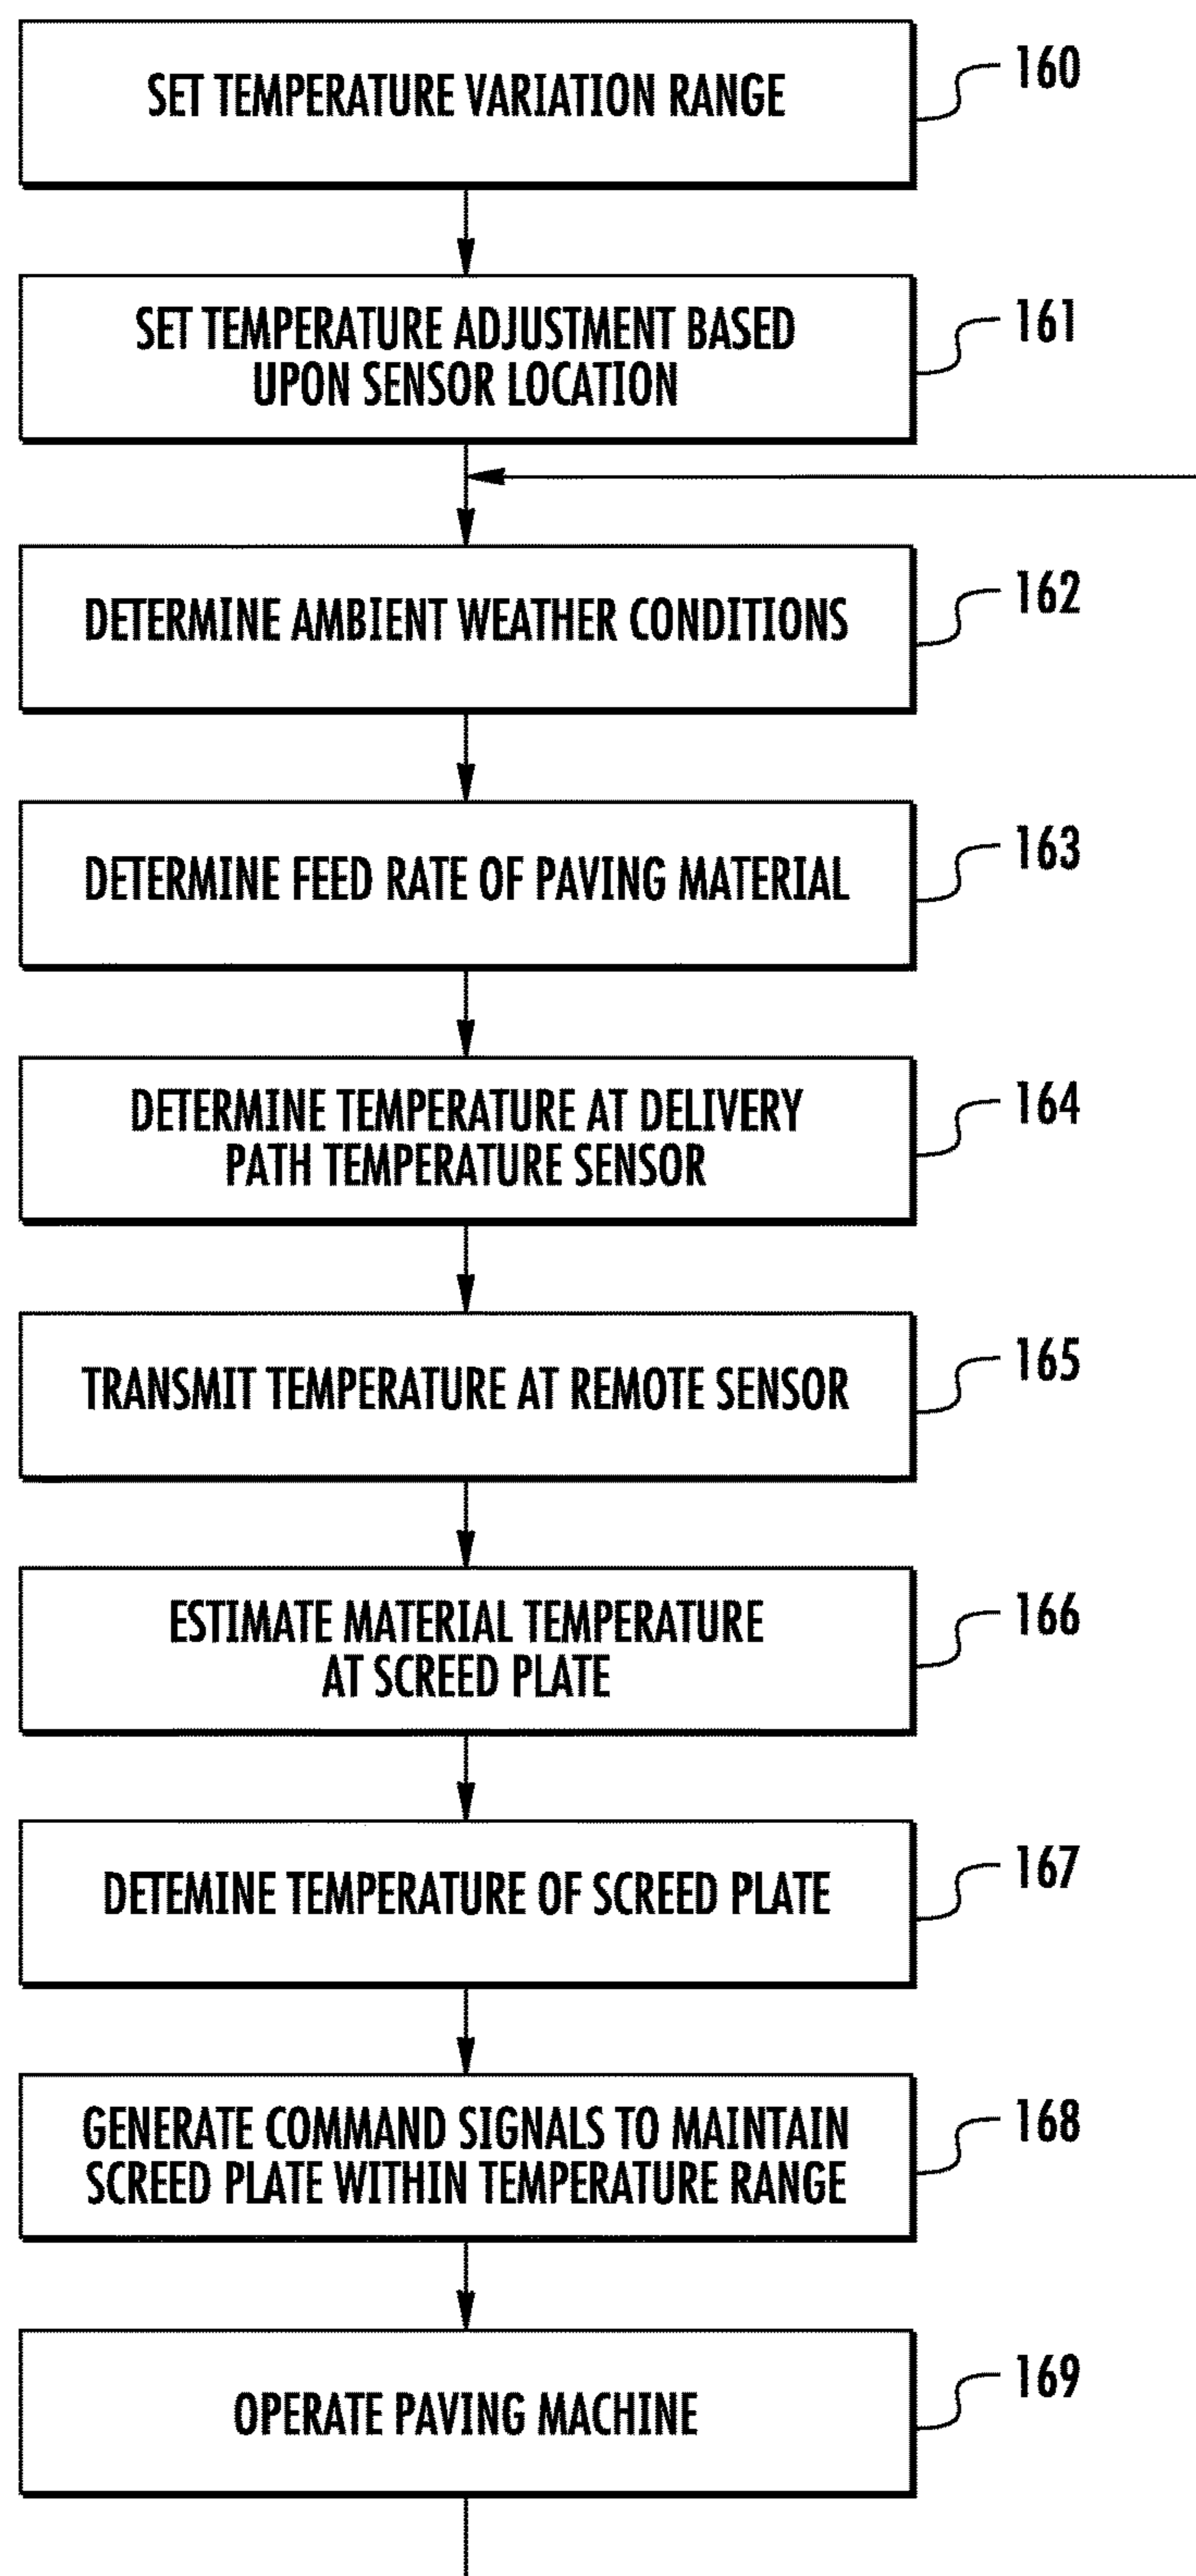 SET TEMPERATURE VARIATION RANGE
160
SET TEMPERATURE ADJUSTMENT BASED
UPON SENSOR LOCATION
161
DETERMINE AMBIENT WEATHER CONDITIONS
162
DETERMINE FEED RATE OF PAVING MATERIAL
163
DETERMINE TEMPERATURE AT DELIVERY
PATH TEMPERATURE SENSOR
164
TRANSMIT TEMPERATURE AT REMOTE SENSOR
165
ESTIMATE MATERIAL TEMPERATURE
AT SCREED PLATE
166
DETEMINE TEMPERATURE OF SCREED PLATE
167
GENERATE COMMAND SIGNALS TO MAINTAIN
SCREED PLATE WITHIN TEMPERATURE RANGE
168
OPERATE PAVING MACHINE
169